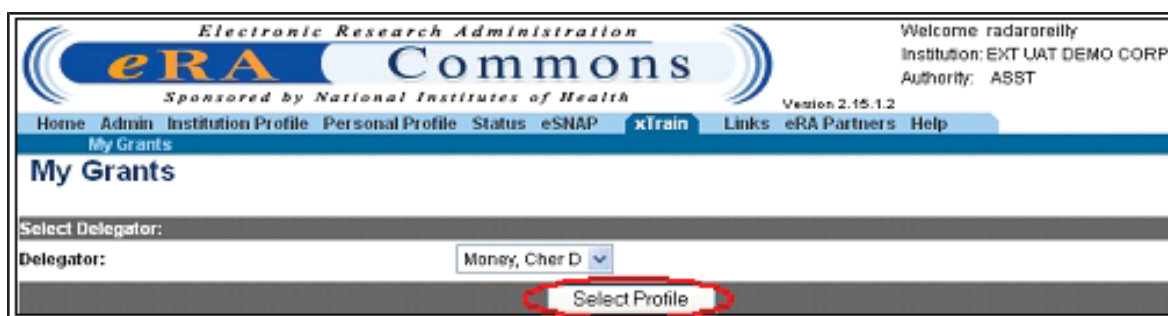 Electronic Research Administration
eRA Commons
Sponsored by National Institutes of Health
Welcome radaroreilly
Institution: EXT UAT DEMO CORP
Authority: ASST
Version 2.15.1.2
Home Admin Institution Profile Personal Profile Status eSNAP xTrain Links eRA Partners Help
My Grants
My Grants
Select Delegator:
Delegator: Money, Cher D
Select Profile